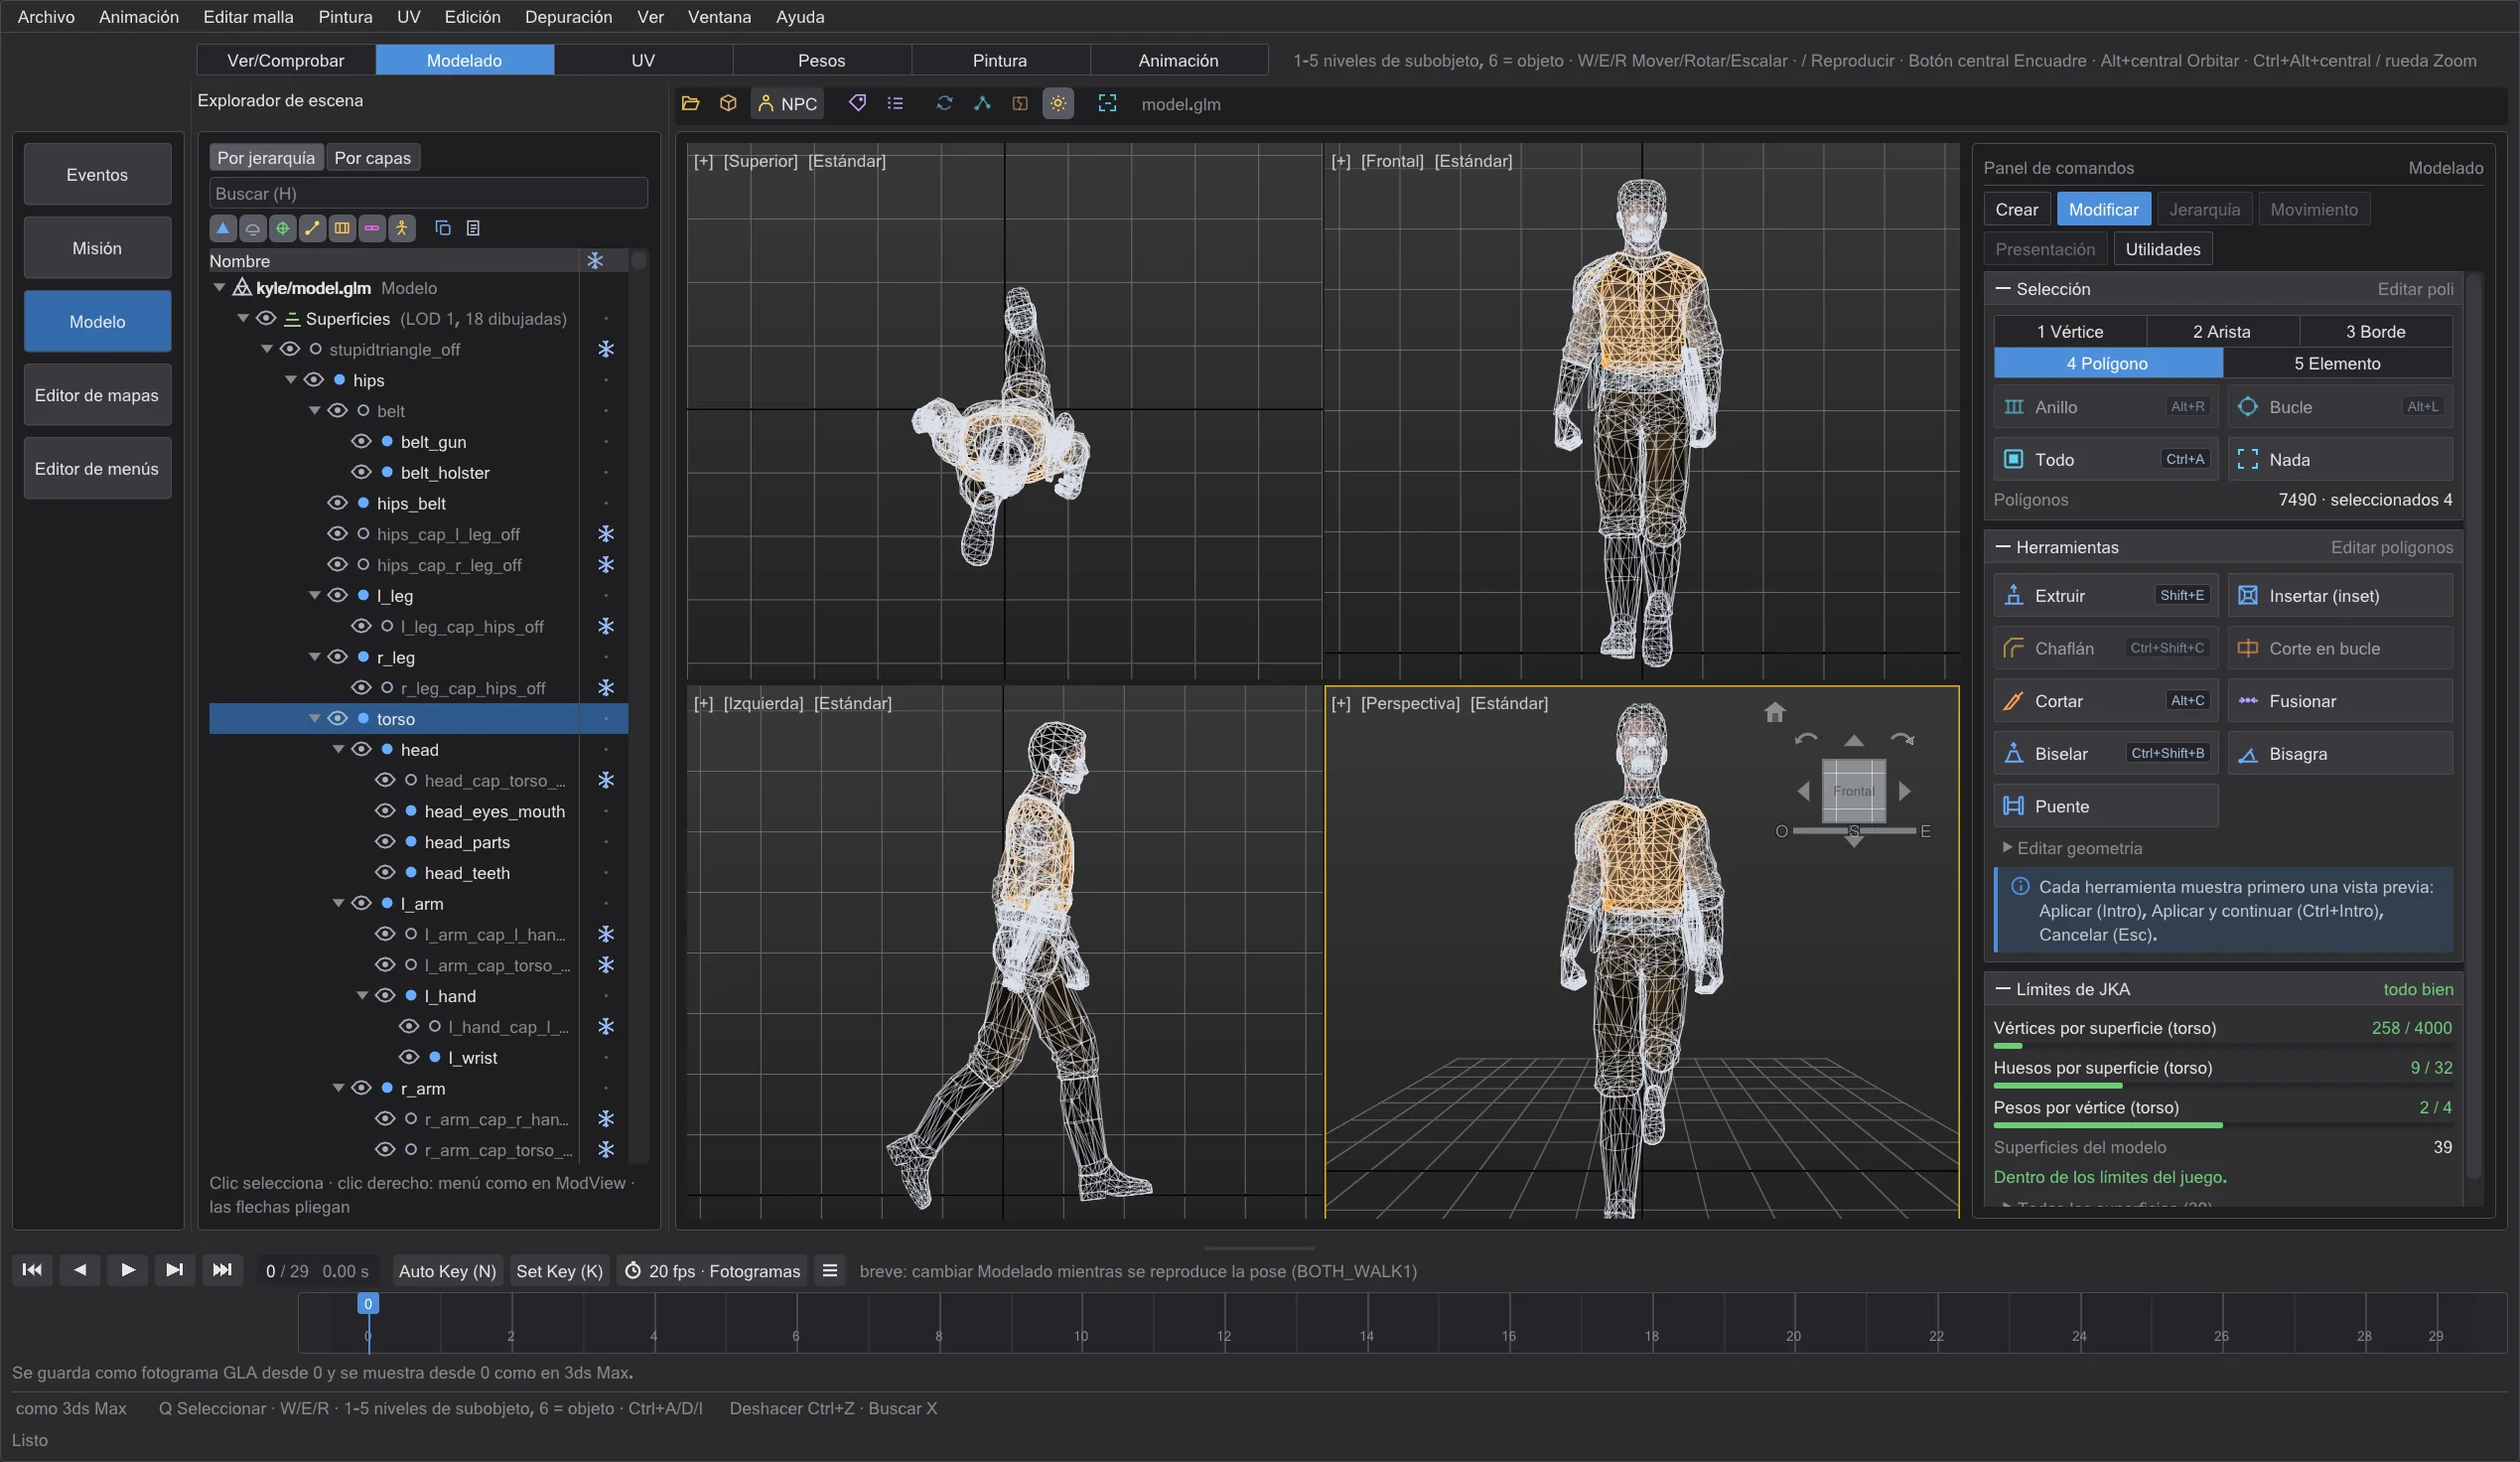 Archivo Animación Editar malla Pintura UV Edición Depuración Ver Ventana Ayuda
Ver/Comprobar Modelado UV Pesos Pintura Animación 1-5 niveles de subobjeto, 6 = objeto · W/E/R Mover/Rotar/Escalar · / Reproducir · Botón central Encuadre · Alt+central Orbitar · Ctrl+Alt+central / rueda Zoom
Explorador de escena
NPC model.glm
Eventos
Misión
Modelo
Editor de mapas
Editor de menús
Por jerarquía Por capas
Buscar (H)
Nombre
kyle/model.glm Modelo
Superficies (LOD 1, 18 dibujadas)
stupidtriangle_off
hips
belt
belt_gun
belt_holster
hips_belt
hips_cap_l_leg_off
hips_cap_r_leg_off
l_leg
l_leg_cap_hips_off
r_leg
r_leg_cap_hips_off
torso
head
head_cap_torso_...
head_eyes_mouth
head_parts
head_teeth
l_arm
l_arm_cap_l_han...
l_arm_cap_torso_...
l_hand
l_hand_cap_l_...
l_wrist
r_arm
r_arm_cap_r_han...
r_arm_cap_torso_...
Clic selecciona · clic derecho: menú como en ModView ·
las flechas pliegan
[+] [Superior] [Estándar]
[+] [Frontal] [Estándar]
[+] [Izquierda] [Estándar]
[+] [Perspectiva] [Estándar]
Frontal
O S E
Panel de comandos Modelado
Crear Modificar Jerarquía Movimiento
Presentación Utilidades
Selección Editar poli
1 Vértice 2 Arista 3 Borde
4 Polígono 5 Elemento
Anillo Alt+R Bucle Alt+L
Todo Ctrl+A Nada
Polígonos 7490 · seleccionados 4
Herramientas Editar polígonos
Extruir Shift+E Insertar (inset)
Chaflán Ctrl+Shift+C Corte en bucle
Cortar Alt+C Fusionar
Biselar Ctrl+Shift+B Bisagra
Puente
Editar geometría
Cada herramienta muestra primero una vista previa:
Aplicar (Intro), Aplicar y continuar (Ctrl+Intro),
Cancelar (Esc).
Límites de JKA todo bien
Vértices por superficie (torso) 258 / 4000
Huesos por superficie (torso) 9 / 32
Pesos por vértice (torso) 2 / 4
Superficies del modelo 39
Dentro de los límites del juego.
0 / 29 0.00 s Auto Key (N) Set Key (K) 20 fps · Fotogramas breve: cambiar Modelado mientras se reproduce la pose (BOTH_WALK1)
0
0 2 4 6 8 10 12 14 16 18 20 22 24 26 28 29
Se guarda como fotograma GLA desde 0 y se muestra desde 0 como en 3ds Max.
como 3ds Max Q Seleccionar · W/E/R · 1-5 niveles de subobjeto, 6 = objeto · Ctrl+A/D/I Deshacer Ctrl+Z · Buscar X
Listo